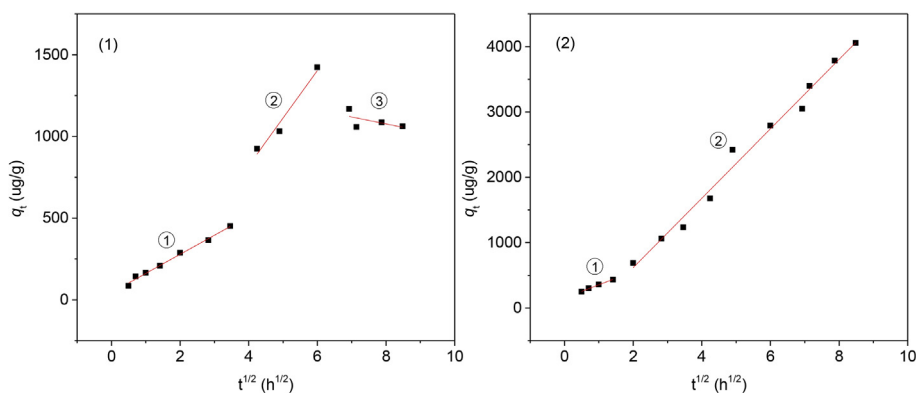 (1)
1500
1000
500
0
qt (ug/g)
①
②
③
0 2 4 6 8 10
t1/2 (h1/2)
(2)
4000
3000
2000
1000
0
qt (ug/g)
①
②
0 2 4 6 8 10
t1/2 (h1/2)